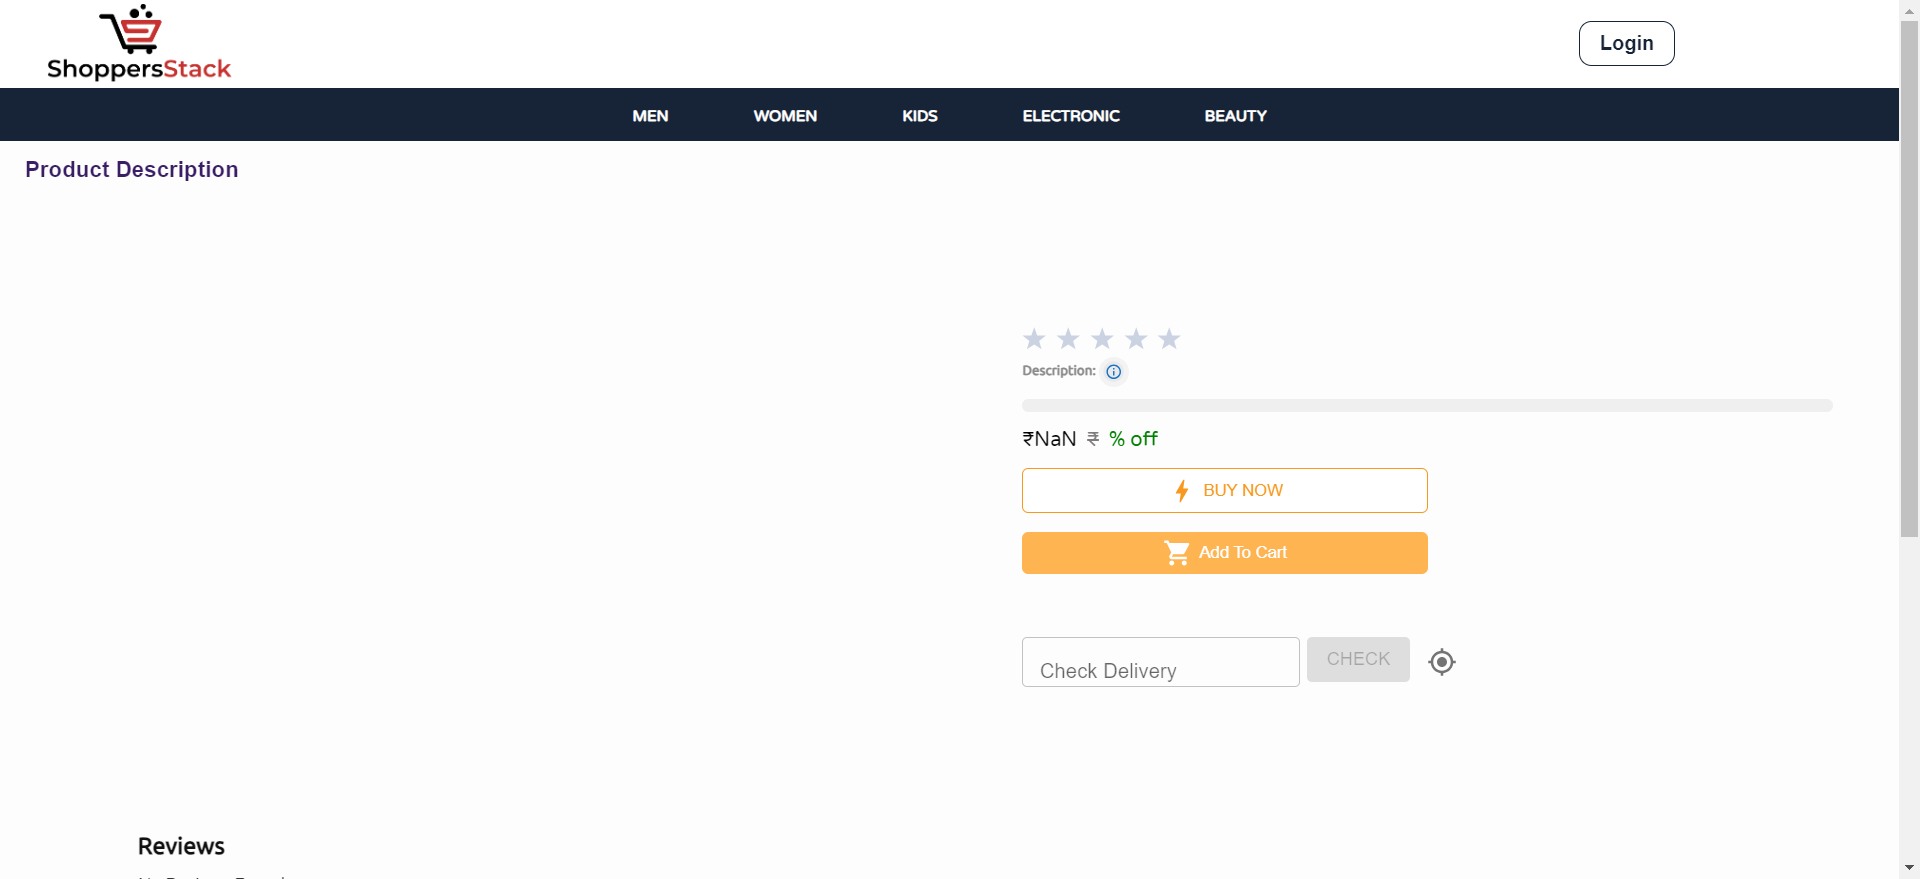 ShoppersStack
Login
MEN WOMEN KIDS ELECTRONIC BEAUTY
Product Description
Description:
₹NaN ₹ % off
BUY NOW
Add To Cart
Check Delivery CHECK
Reviews